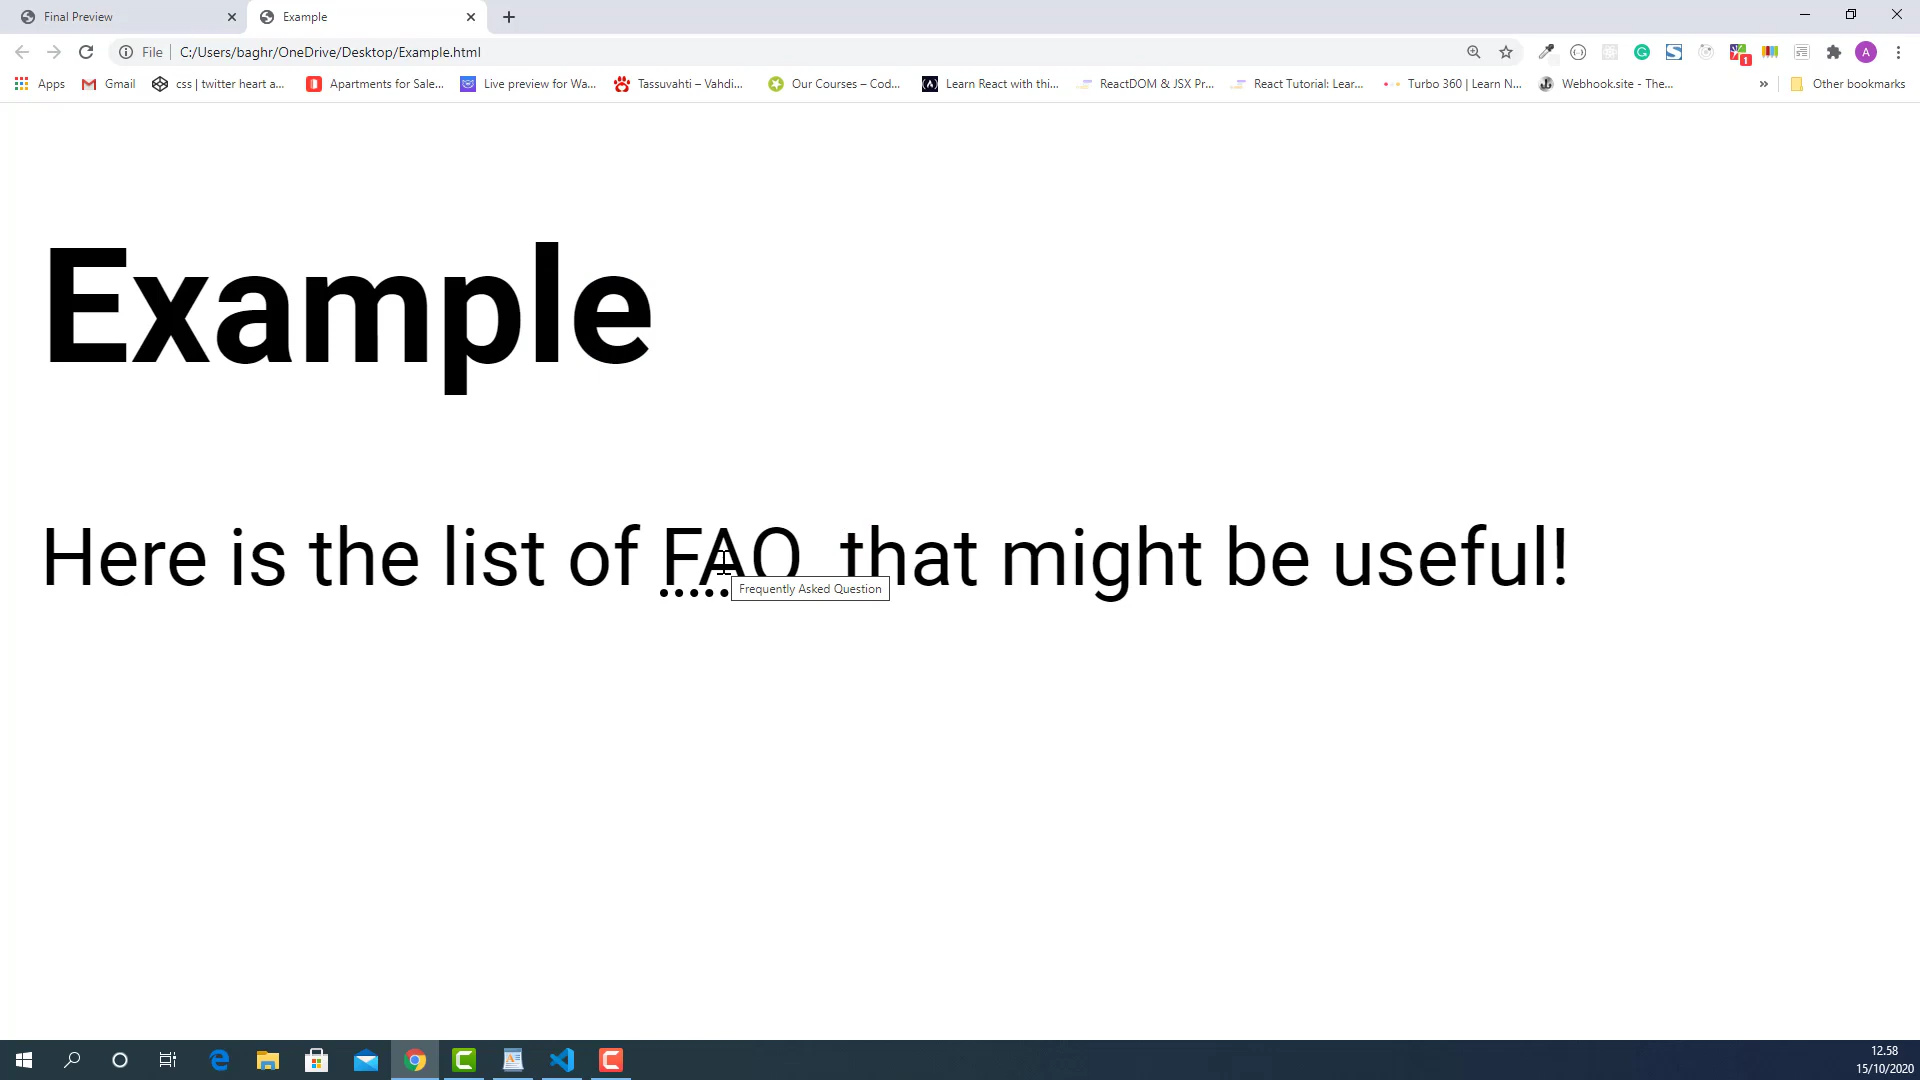 Final Preview
Example
File
C:/Users/baghr/OneDrive/Desktop/Example.html
A
1
Apps
Gmail
css | twitter heart a...
Apartments for Sale...
Live preview for Wa...
Tassuvahti – Vahdi...
Our Courses – Cod...
Learn React with thi...
ReactDOM & JSX Pr...
React Tutorial: Lear...
Turbo 360 | Learn N...
Webhook.site - The...
»
Other bookmarks
Example
Here is the list of FAQ that might be useful!
Frequently Asked Question
12.58
15/10/2020